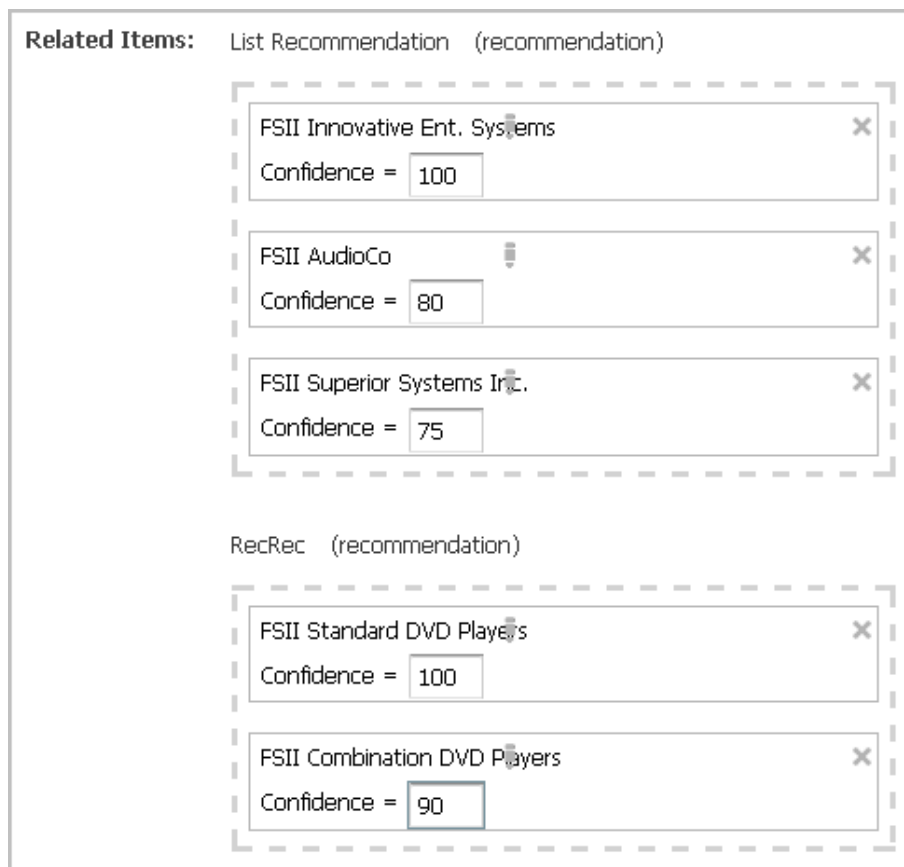 Related Items: List Recommendation (recommendation)
FSII Innovative Ent. Systems
Confidence = 100
FSII AudioCo
Confidence = 80
FSII Superior Systems Inc.
Confidence = 75
RecRec (recommendation)
FSII Standard DVD Players
Confidence = 100
FSII Combination DVD Players
Confidence = 90